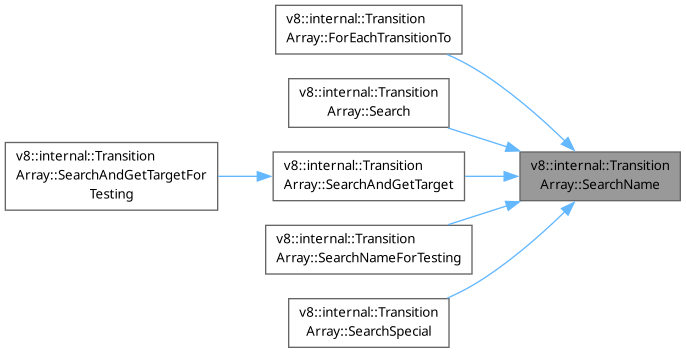 v8::internal::Transition
Array::ForEachTransitionTo
v8::internal::Transition
Array::Search
v8::internal::Transition
Array::SearchAndGetTargetFor
Testing
v8::internal::Transition
Array::SearchAndGetTarget
v8::internal::Transition
Array::SearchName
v8::internal::Transition
Array::SearchNameForTesting
v8::internal::Transition
Array::SearchSpecial